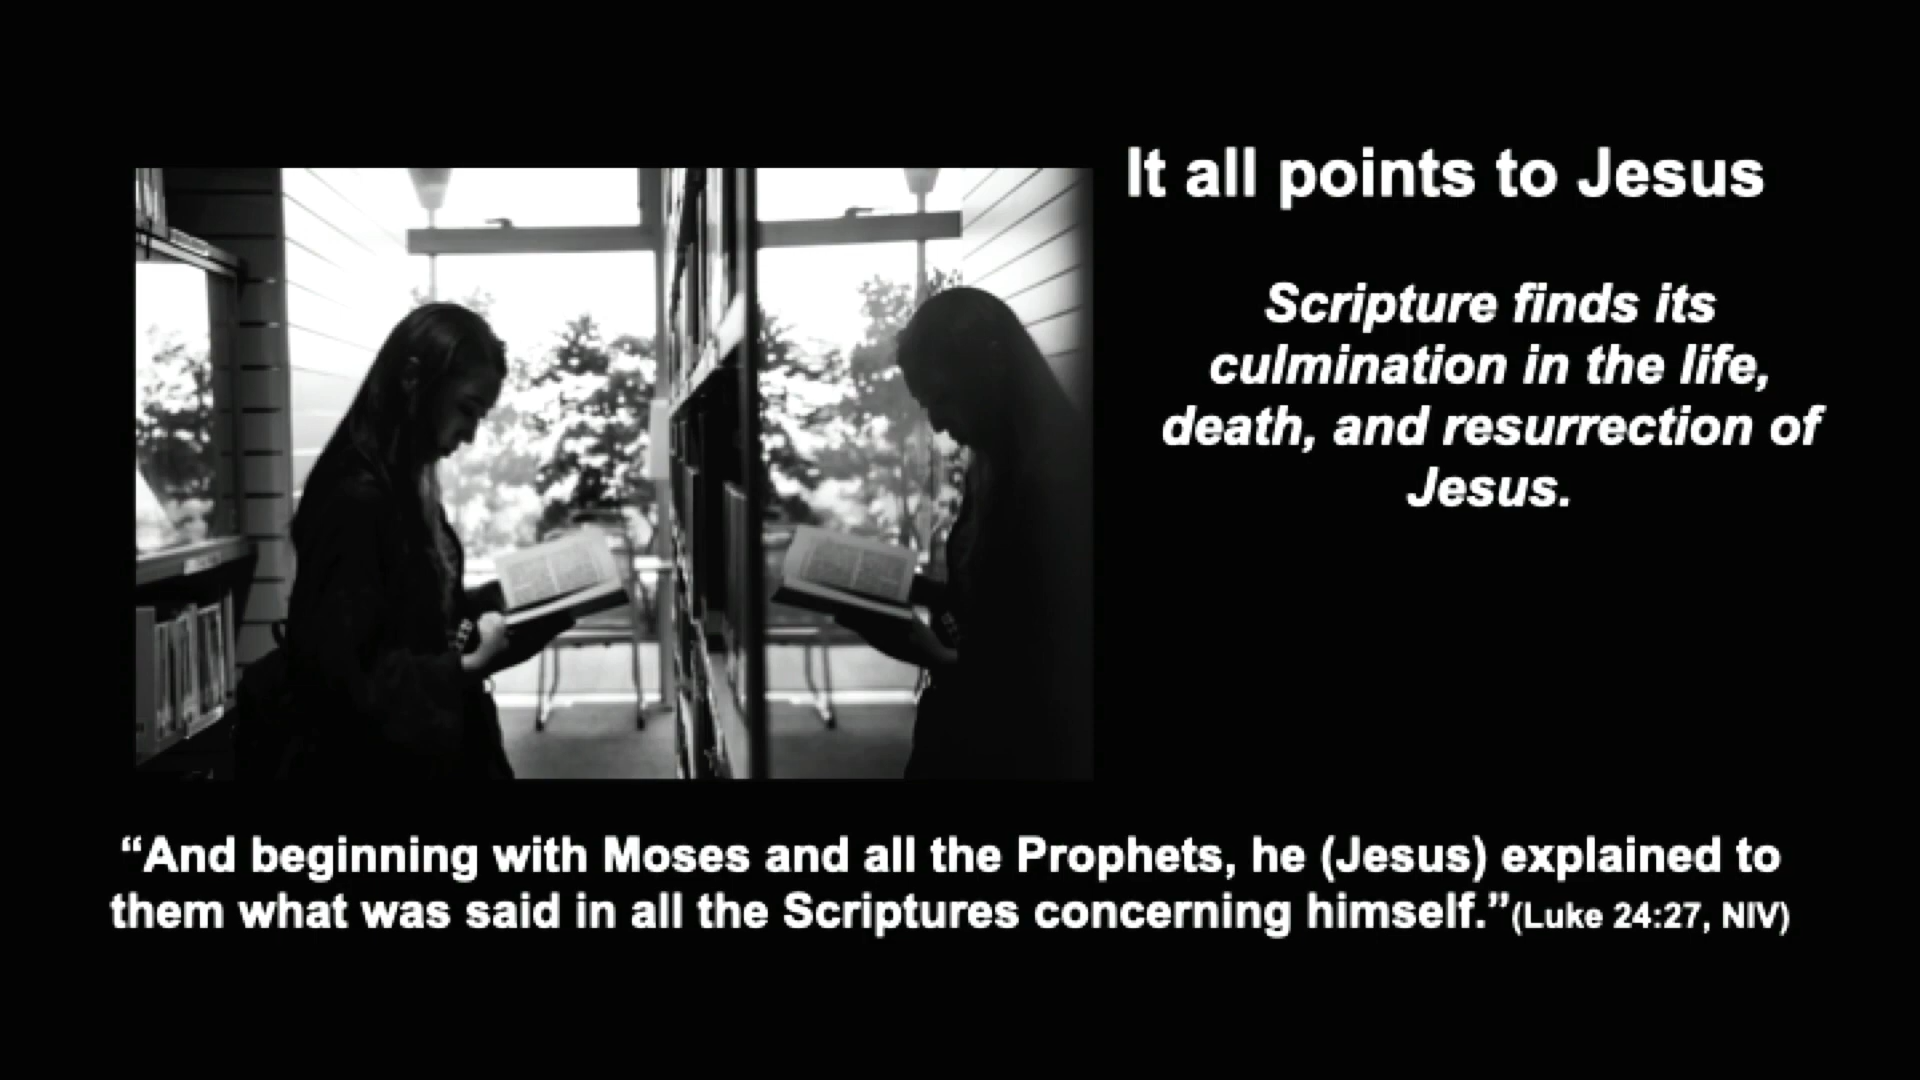 It all points to Jesus
Scripture finds its
culmination in the life,
death, and resurrection of
Jesus.
“And beginning with Moses and all the Prophets, he (Jesus) explained to
them what was said in all the Scriptures concerning himself.”(Luke 24:27, NIV)